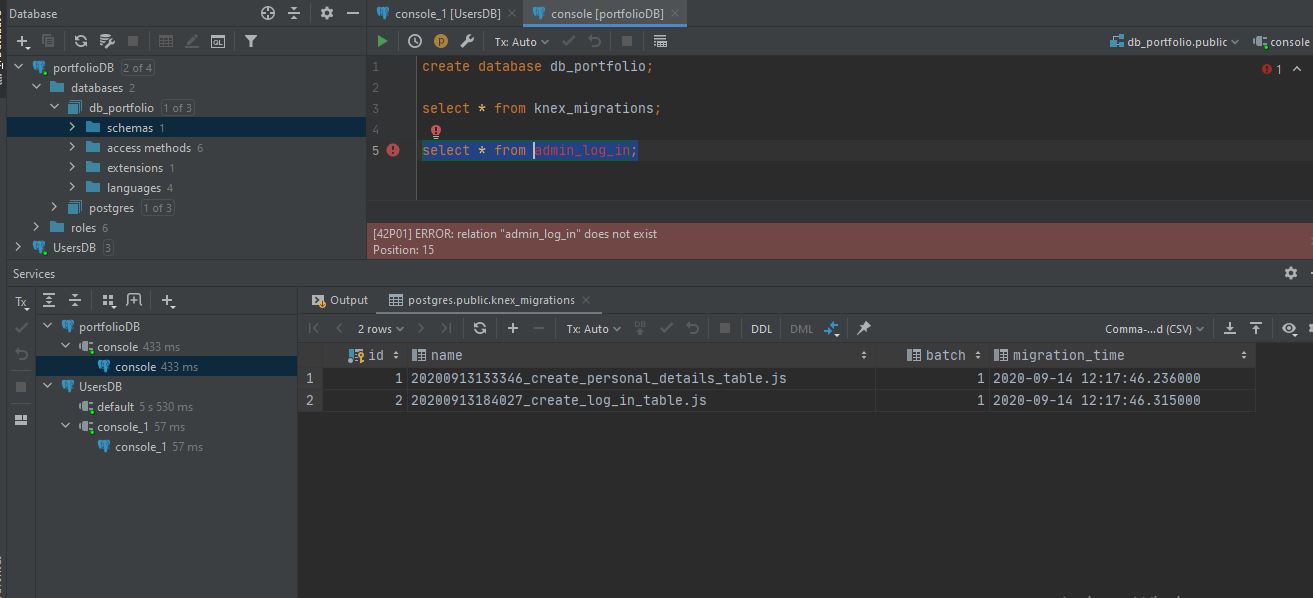 Database
console_1 [UsersDB]
console [portfolioDB]
Tx: Auto
db_portfolio.public
console
portfolioDB 2 of 4
databases 2
db_portfolio 1 of 3
schemas 1
access methods 6
extensions 1
languages 4
postgres 1 of 3
roles 6
UsersDB 3
1 create database db_portfolio;
1
2
3 select * from knex_migrations;
4
5 select * from admin_log_in;
[42P01] ERROR: relation "admin_log_in" does not exist
Position: 15
Services
Tx
portfolioDB
console 433 ms
console 433 ms
UsersDB
default 5 s 530 ms
console_1 57 ms
console_1 57 ms
Output
postgres.public.knex_migrations
2 rows
Tx: Auto
DB
DDL
DML
Comma-...d (CSV)
id name batch migration_time
1 1 20200913133346_create_personal_details_table.js 1 2020-09-14 12:17:46.236000
2 2 20200913184027_create_log_in_table.js 1 2020-09-14 12:17:46.315000